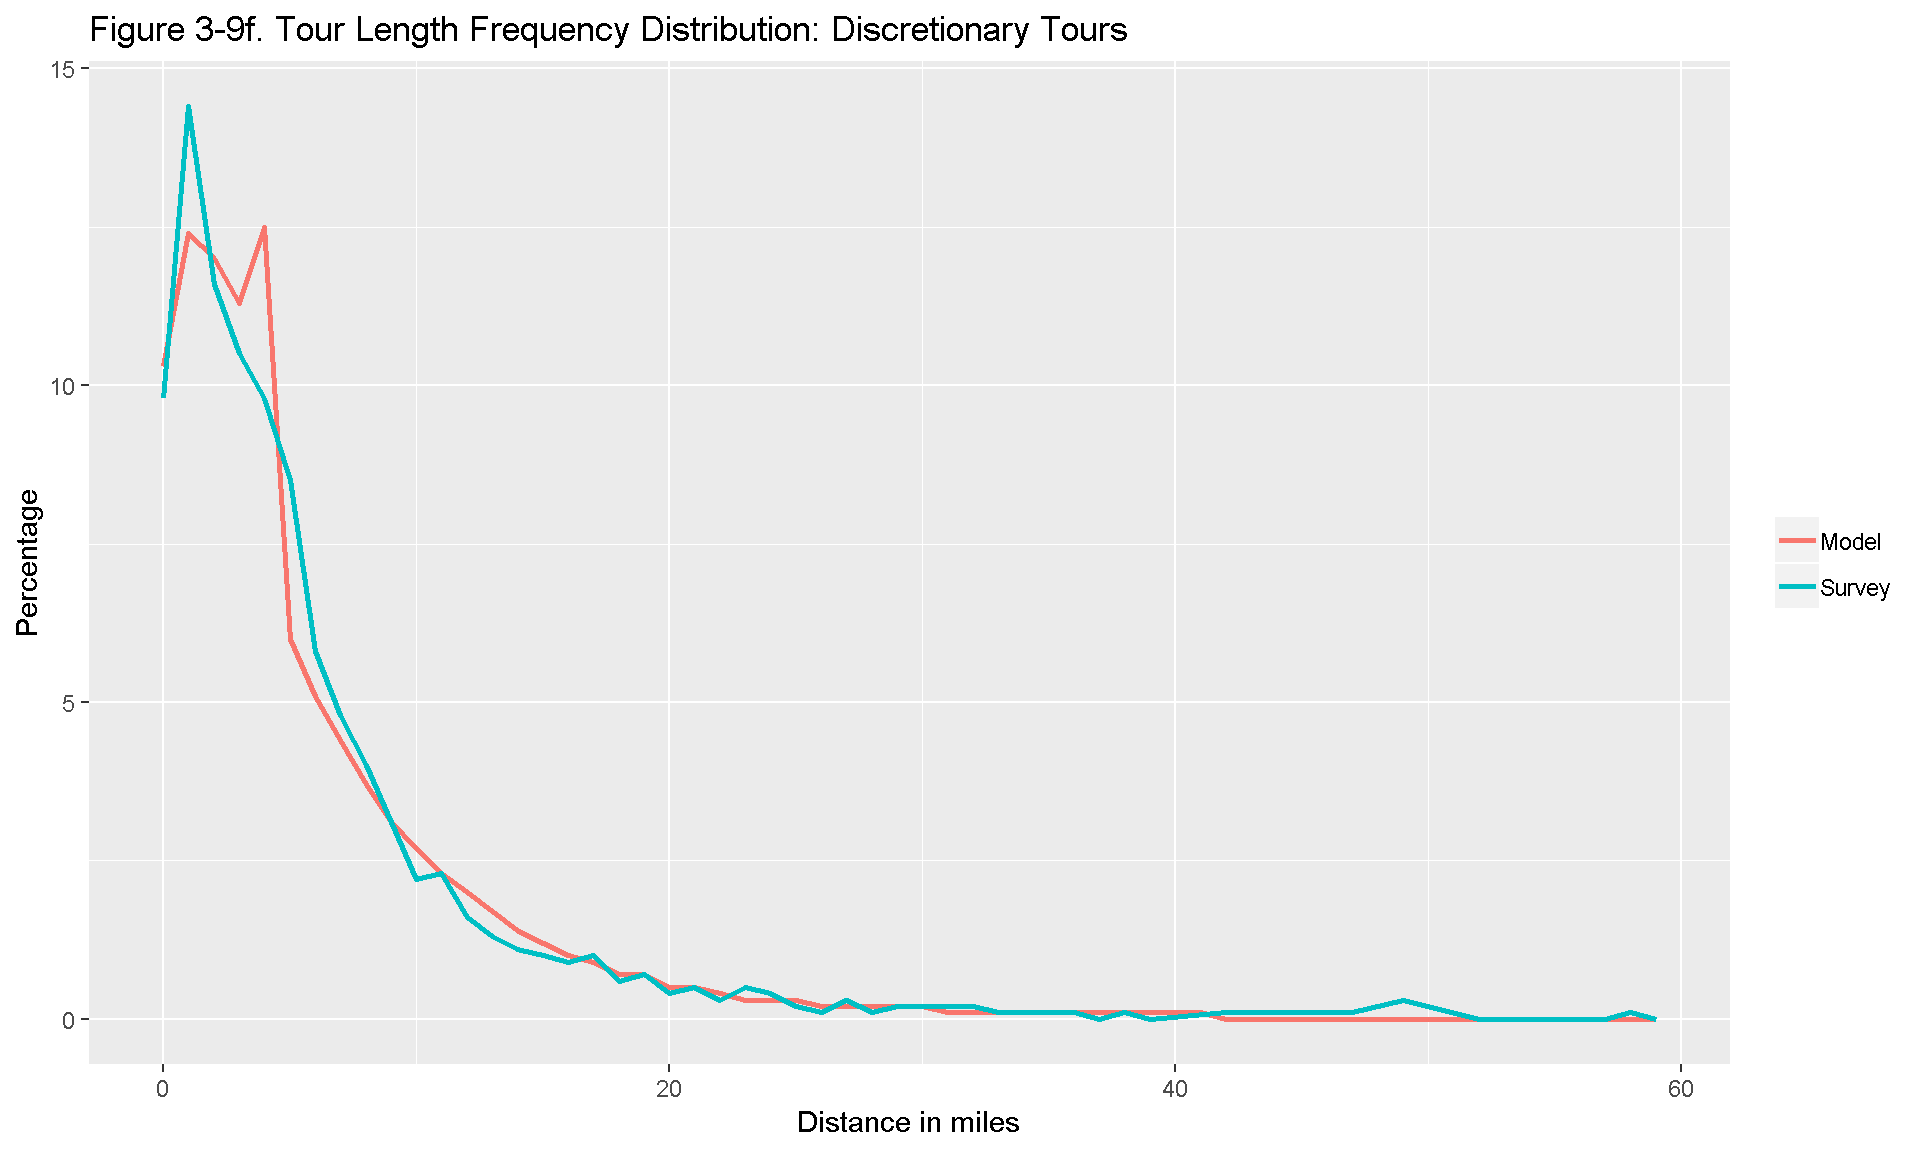 Figure 3-9f. Tour Length Frequency Distribution: Discretionary Tours
15
10
5
0
Percentage
0 20 40 60
Distance in miles
Model
Survey